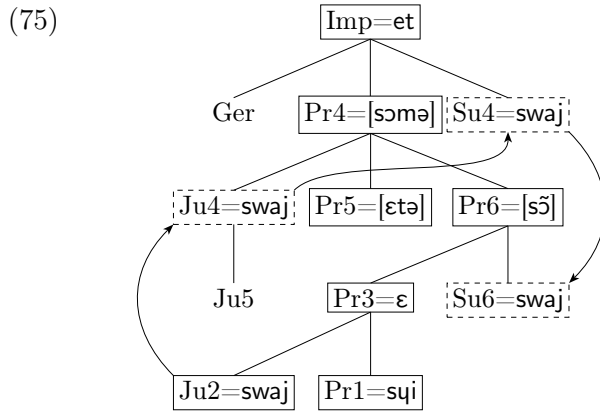 (75)
Imp=et
Ger Pr4=[sɔmə] Su4=swaj
Ju4=swaj Pr5=[ɛtə] Pr6=[sɔ̃]
Ju5 Pr3=ɛ Su6=swaj
Ju2=swaj Pr1=sɥi